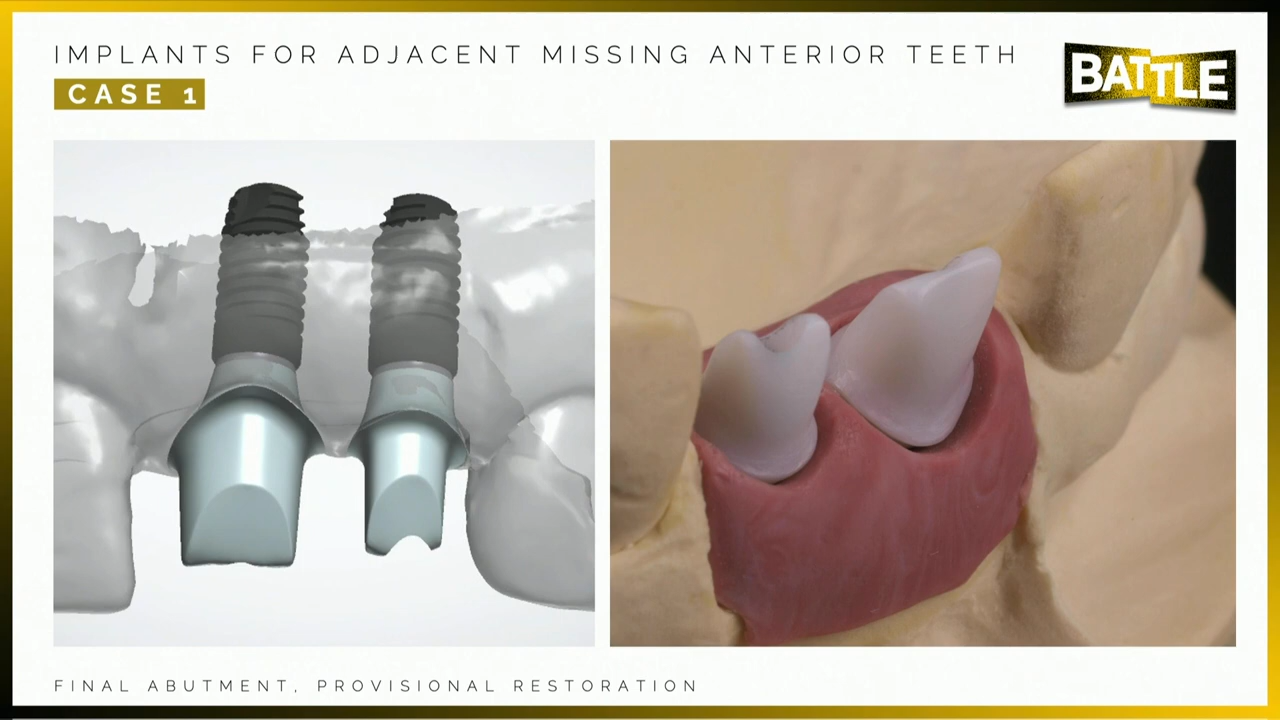 IMPLANTS FOR ADJACENT MISSING ANTERIOR TEETH
CASE 1
BATTLE
FINAL ABUTMENT, PROVISIONAL RESTORATION